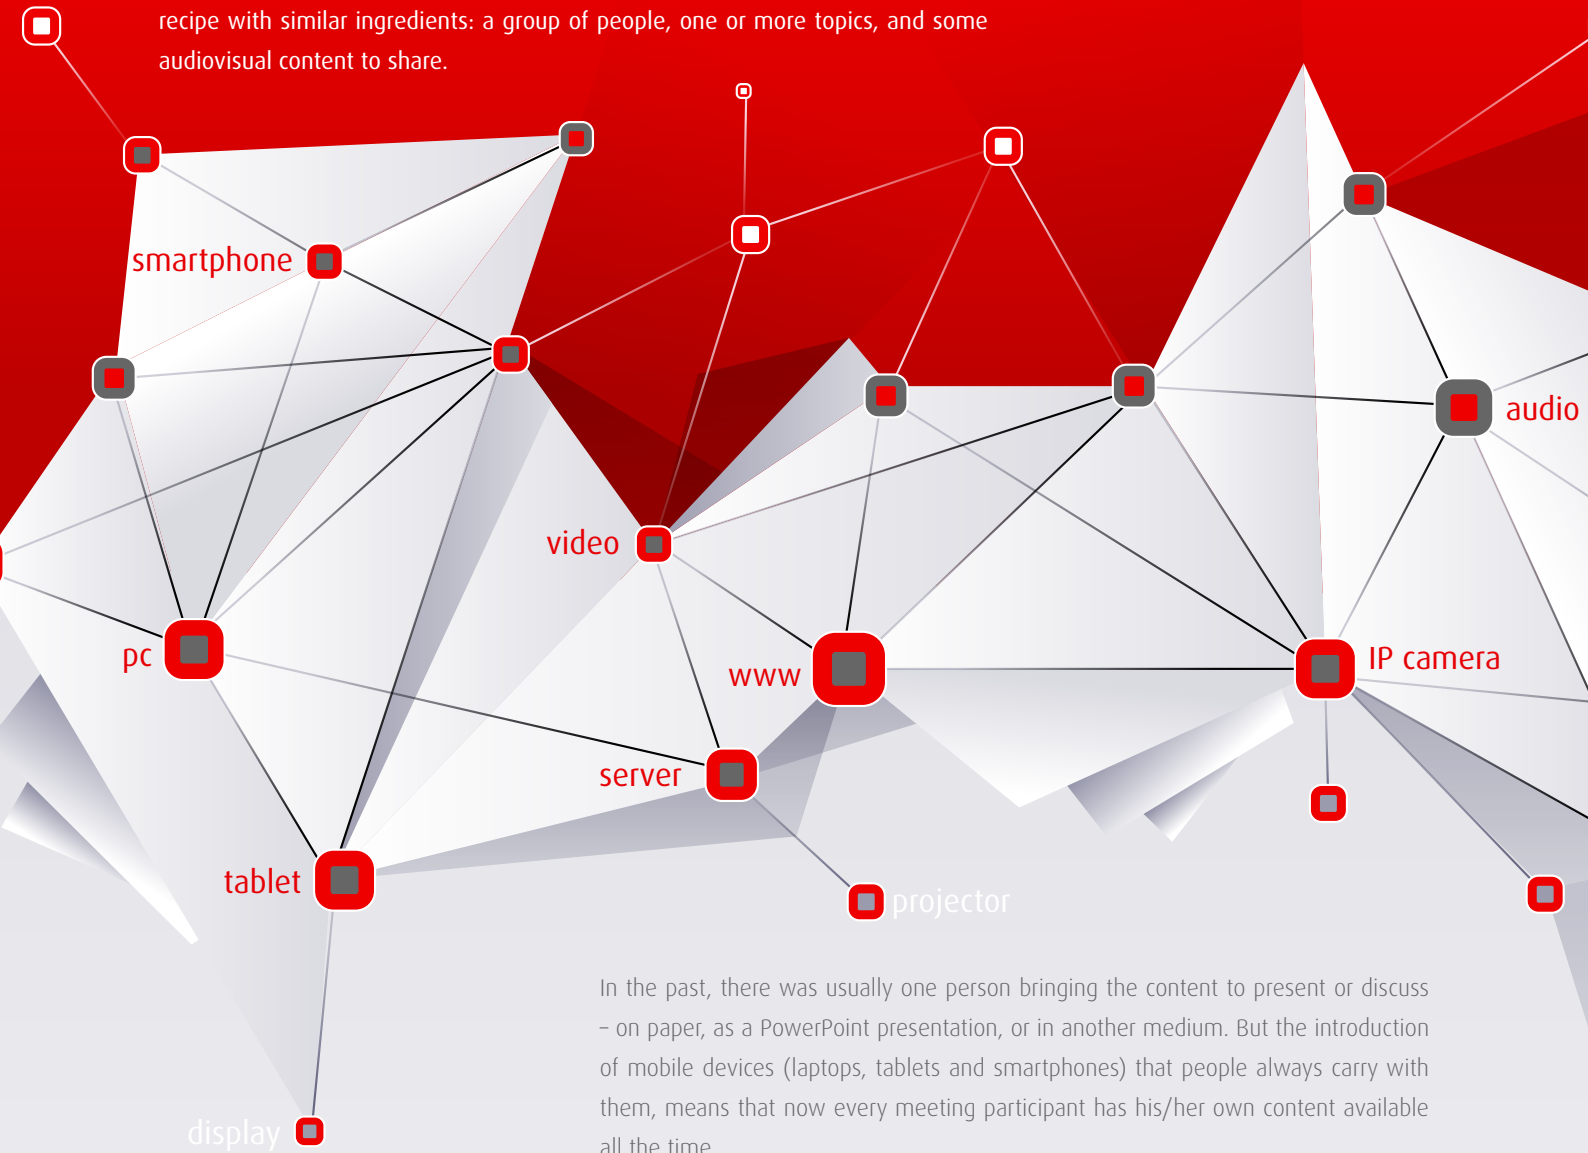 recipe with similar ingredients: a group of people, one or more topics, and some
audiovisual content to share.
smartphone
audio
video
pc
www
IP camera
server
tablet
projector
In the past, there was usually one person bringing the content to present or discuss
– on paper, as a PowerPoint presentation, or in another medium. But the introduction
of mobile devices (laptops, tablets and smartphones) that people always carry with
them, means that now every meeting participant has his/her own content available
all the time
display